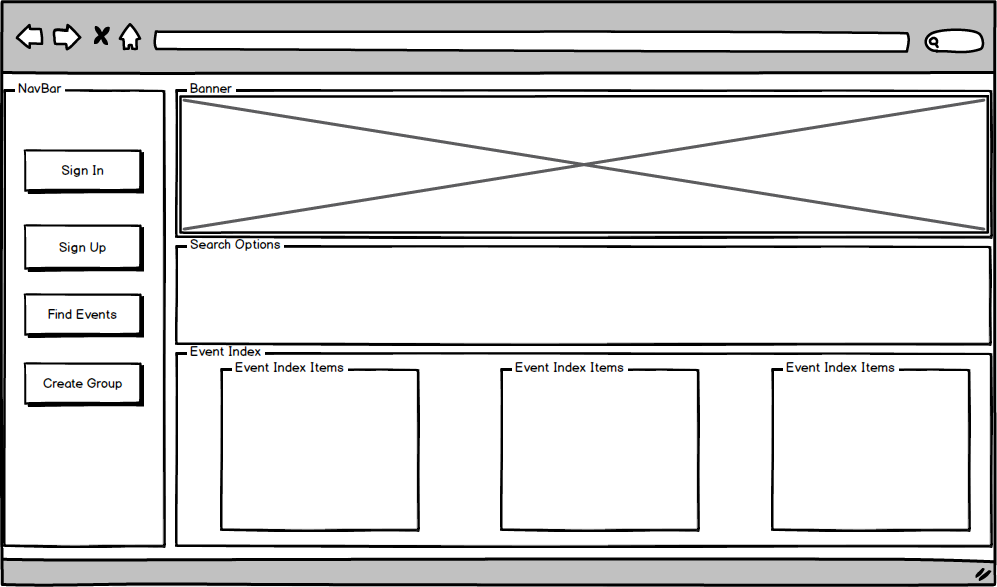 NavBar
Banner
Sign In
Sign Up
Find Events
Create Group
Search Options
Event Index
Event Index Items
Event Index Items
Event Index Items